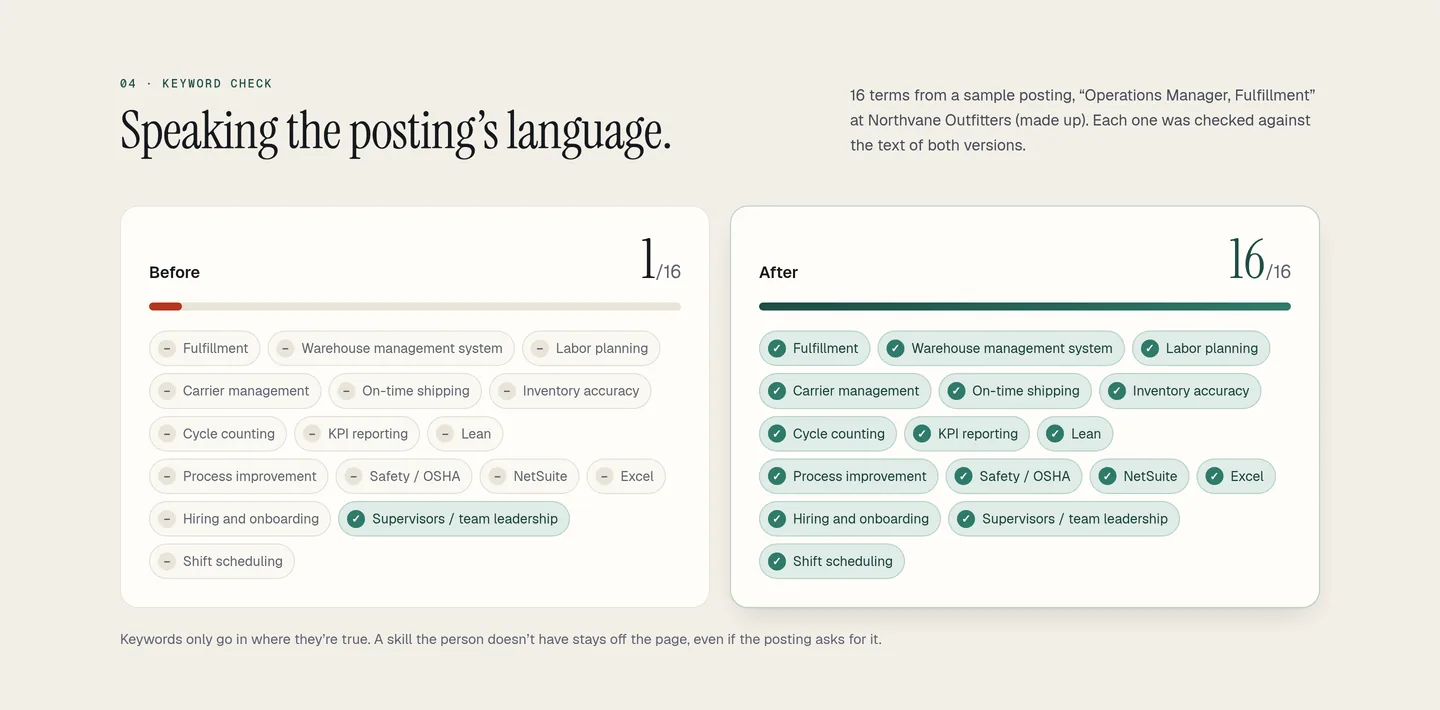 04 · KEYWORD CHECK
Speaking the posting’s language.
16 terms from a sample posting, “Operations Manager, Fulfillment”
at Northvane Outfitters (made up). Each one was checked against
the text of both versions.
Before
1/16
– Fulfillment
– Warehouse management system
– Labor planning
– Carrier management
– On-time shipping
– Inventory accuracy
– Cycle counting
– KPI reporting
– Lean
– Process improvement
– Safety / OSHA
– NetSuite
– Excel
– Hiring and onboarding
✓ Supervisors / team leadership
– Shift scheduling
After
16/16
✓ Fulfillment
✓ Warehouse management system
✓ Labor planning
✓ Carrier management
✓ On-time shipping
✓ Inventory accuracy
✓ Cycle counting
✓ KPI reporting
✓ Lean
✓ Process improvement
✓ Safety / OSHA
✓ NetSuite
✓ Excel
✓ Hiring and onboarding
✓ Supervisors / team leadership
✓ Shift scheduling
Keywords only go in where they’re true. A skill the person doesn’t have stays off the page, even if the posting asks for it.